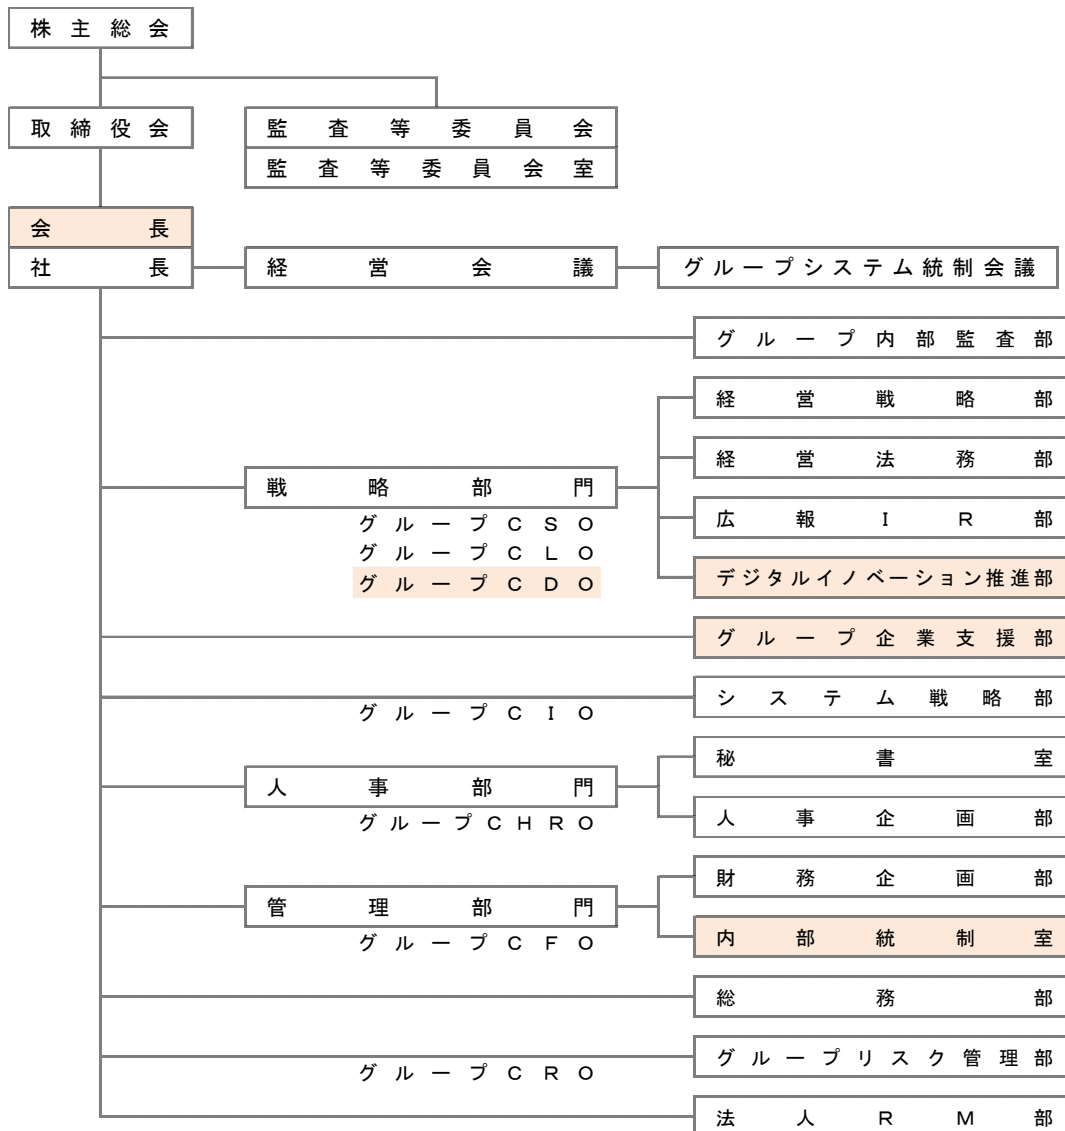 株主総会
取締役会
監査等委員会
監査等委員会室
会長
社長
経営会議
グループシステム統制会議
グループ内部監査部
経営戦略部
経営法務部
戦略部門
グループCSO
グループCLO
グループCDO
広報IR部
デジタルイノベーション推進部
グループ企業支援部
システム戦略部
グループCIO
秘書室
人事部門
グループCHRO
人事企画部
財務企画部
管理部門
グループCFO
内部統制室
総務部
グループリスク管理部
グループCRO
法人RM部